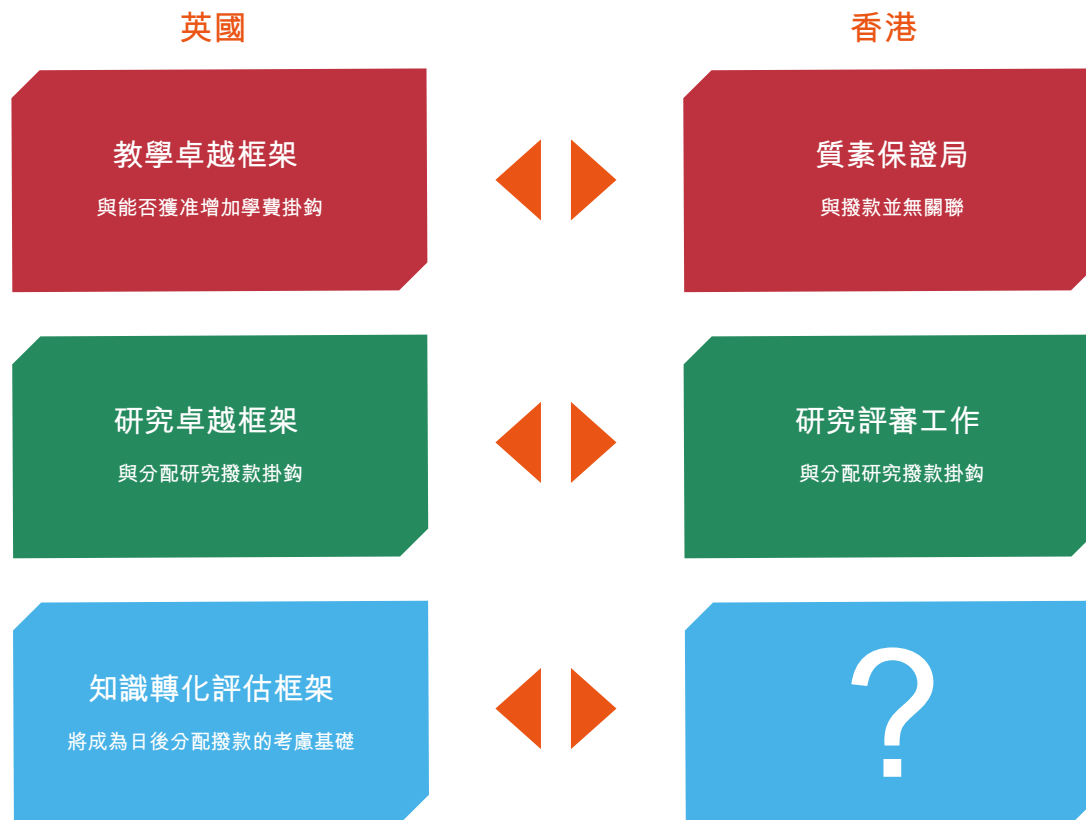 英國
香港
教學卓越框架
與能否獲准增加學費掛鈎
質素保證局
與撥款並無關聯
研究卓越框架
與分配研究撥款掛鈎
研究評審工作
與分配研究撥款掛鈎
知識轉化評估框架
將成為日後分配撥款的考慮基礎
?